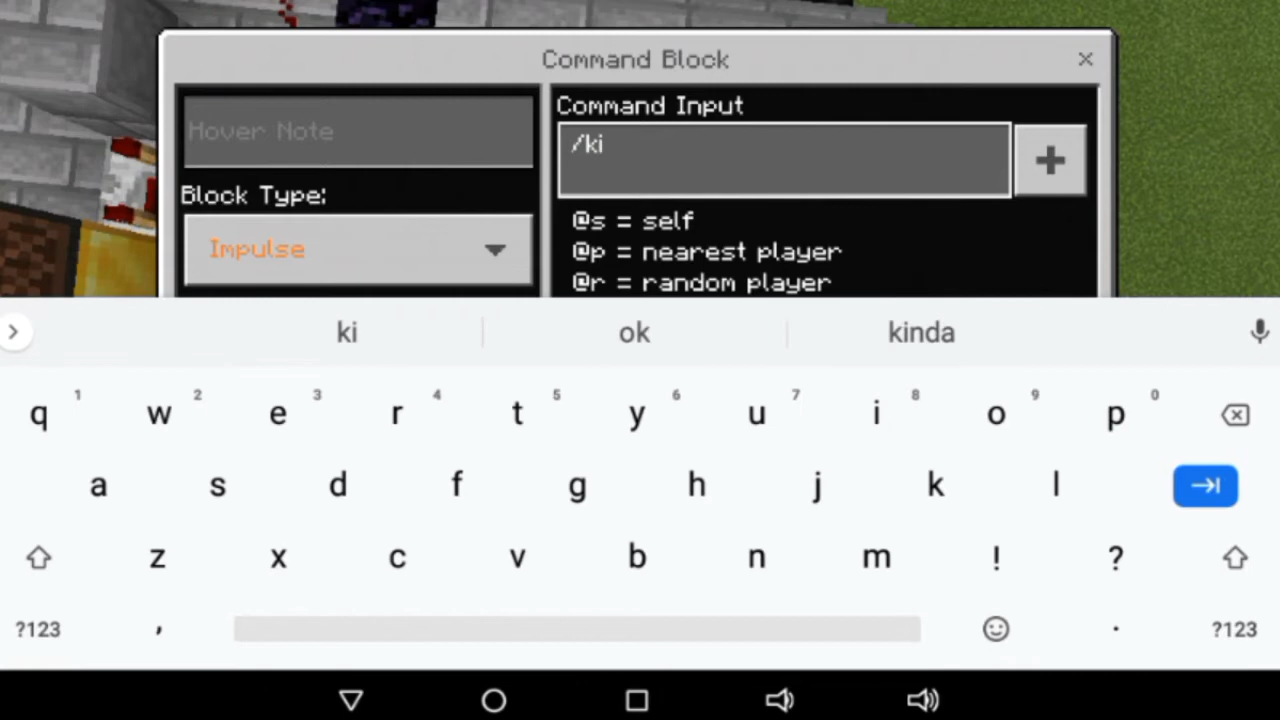 Command Block
Hover Note
Block Type:
Impulse
Command Input
/ki
@s = self
@p = nearest player
@r = random player
ki ok kinda
1 2 3 4 5 6 7 8 9 0
q w e r t y u i o p
a s d f g h j k l
z x c v b n m ! ?
?123 , . ?123